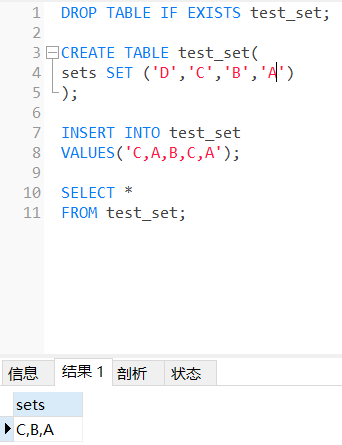 1 DROP TABLE IF EXISTS test_set;
2
3 CREATE TABLE test_set(
4 sets SET ('D','C','B','A')
5 );
6
7 INSERT INTO test_set
8 VALUES('C,A,B,C,A');
9
10 SELECT *
11 FROM test_set;
信息 结果 1 剖析 状态
sets
C,B,A